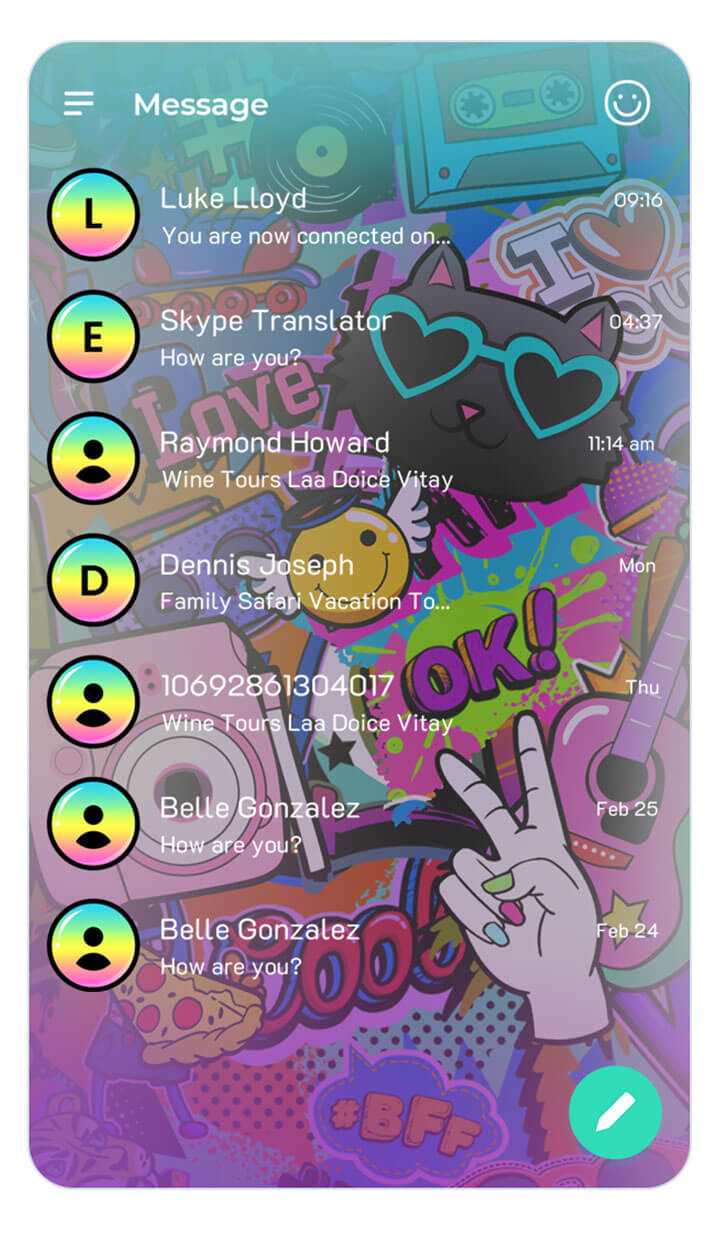 Message
Luke Lloyd
09:16
You are now connected on...
I
Skype Translator
04:37
How are you?
Love
Raymond Howard
11:14 am
Wine Tours Laa Doice Vitay
Dennis Joseph
Mon
Family Safari Vacation To...
OK!
10692861304017
Thu
Wine Tours Laa Doice Vitay
Belle Gonzalez
Feb 25
How are you?
Belle Gonzalez
Feb 24
How are you?
#BFF